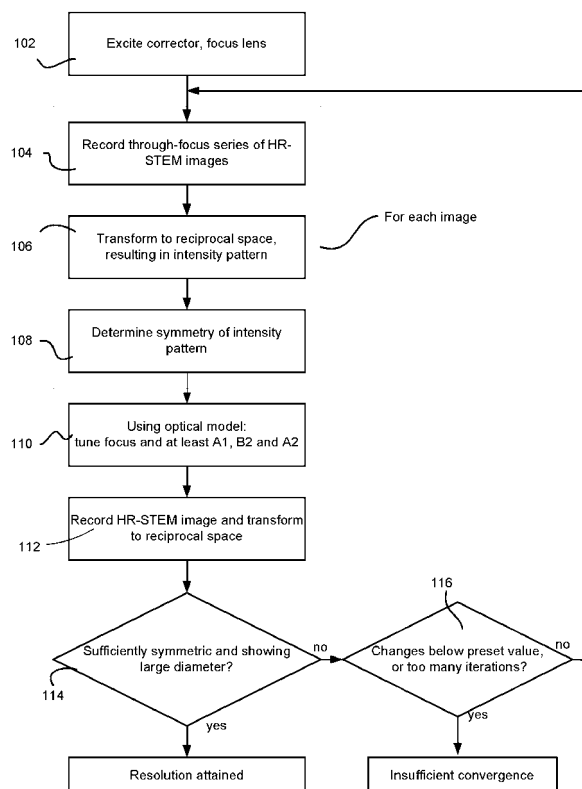 102
Excite corrector, focus lens
104
Record through-focus series of HR-
STEM images
106
Transform to reciprocal space,
resulting in intensity pattern
For each image
108
Determine symmetry of intensity
pattern
110
Using optical model:
tune focus and at least A1, B2 and A2
112
Record HR-STEM image and transform
to reciprocal space
114
Sufficiently symmetric and showing
large diameter?
no
yes
116
Changes below preset value,
or too many iterations?
no
yes
Resolution attained
Insufficient convergence